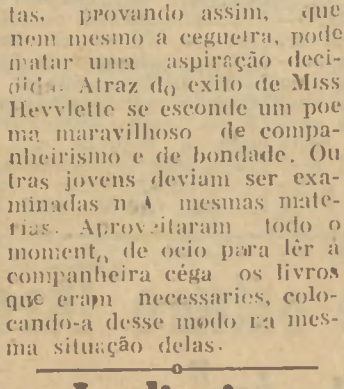 tas, provando assim, que
nem mesmo a cegueira, pode
matar uma aspiração deci-
dida. Atraz do exito de Miss
Hevvlette se esconde um poe
ma maravilhoso de compa-
nheirismo e de bondade. Ou
tras jovens deviam ser exa-
minadas n A mesmas mate-
rias. Aproveitaram todo o
momento de ocio para lêr á
companheira céga os livros
que eram necessarios, colo-
cando-a desse modo na mes-
ma situação delas.